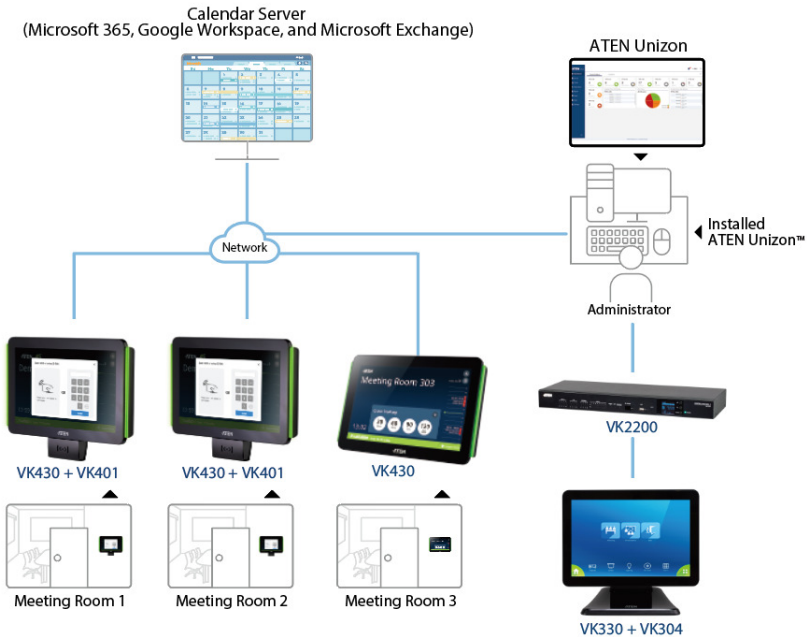 Calendar Server
(Microsoft 365, Google Workspace, and Microsoft Exchange)
ATEN Unizon
Installed
ATEN Unizon™
Network
Administrator
Meeting Room 303
ATEN
VK430 + VK401
VK430 + VK401
VK430
VK2200
Meeting Room 1
Meeting Room 2
Meeting Room 3
VK330 + VK304